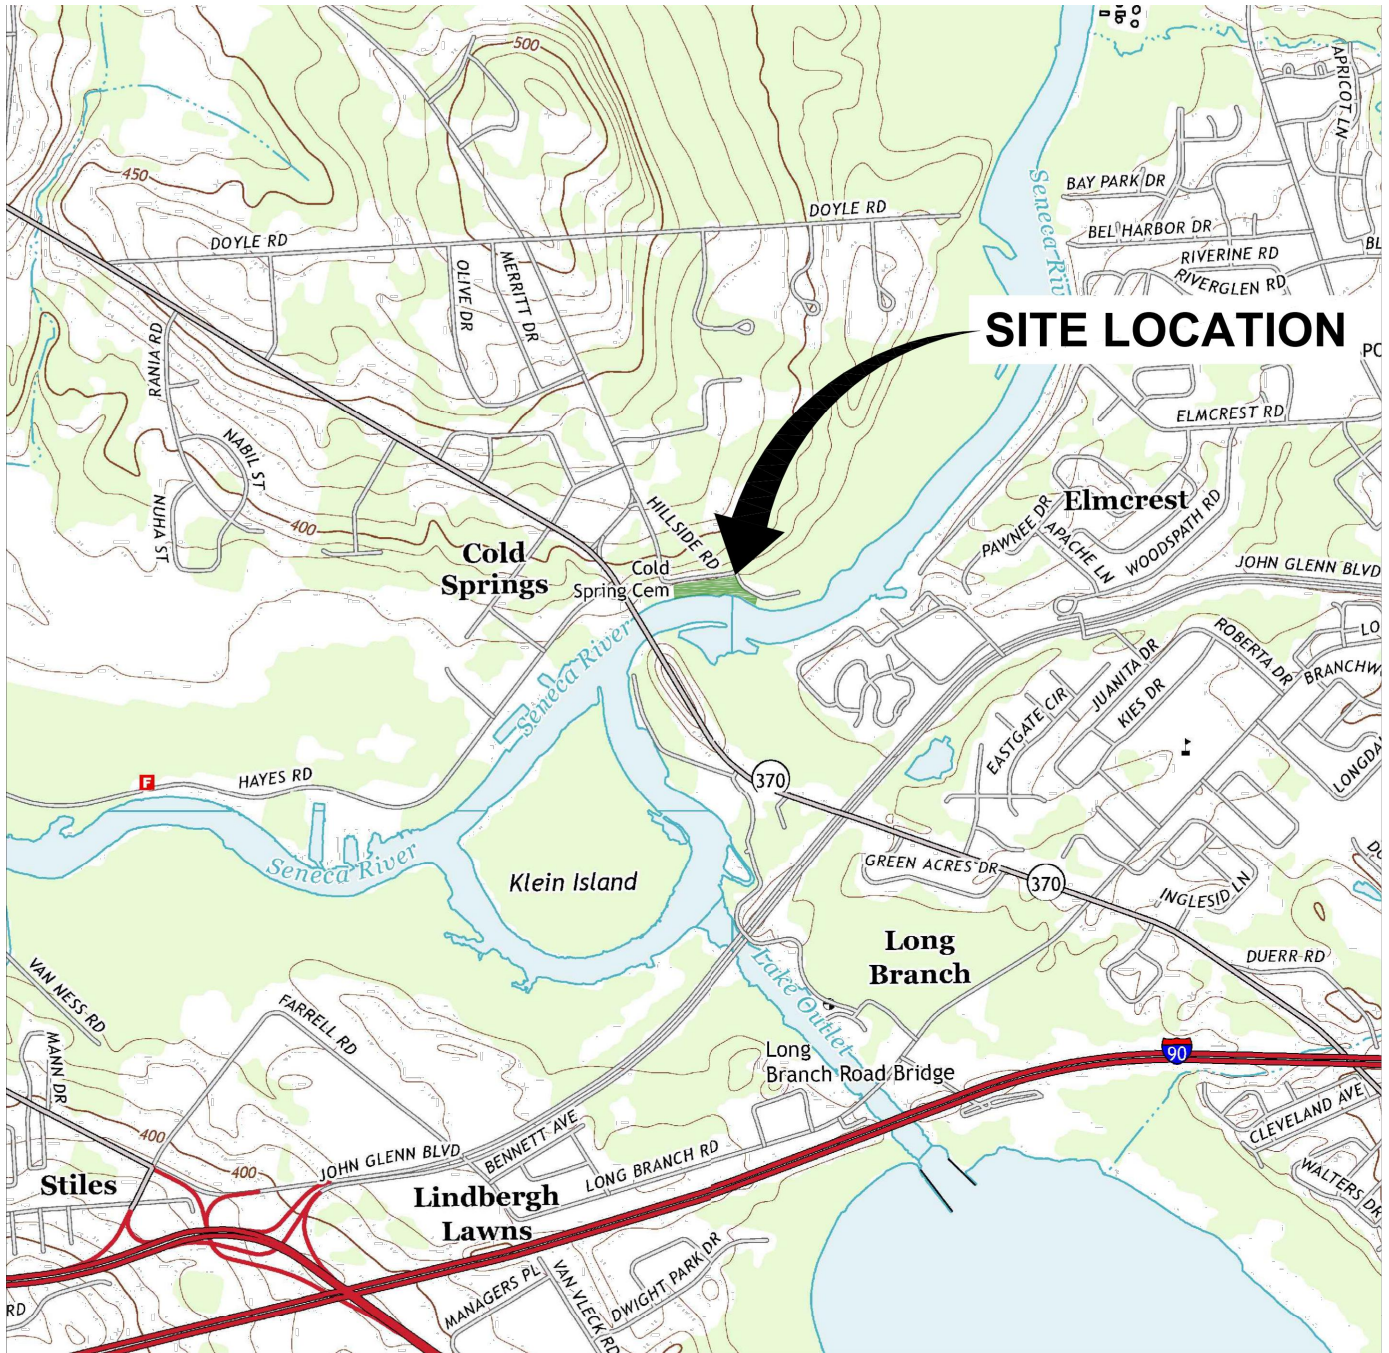 500
APRICOT LN
450
BAY PARK DR
Seneca Riv
DOYLE RD
DOYLE RD
BEL HARBOR DR
BL
RIVERINE RD
RIVERGLEN RD
OLIVE DR
MERRITT DR
SITE LOCATION
RANIA RD
PO
ELMCREST RD
NABIL ST
NUHA ST
400
HILLSIDE RD
Elmcrest
PAWNEE DR
APACHE LN
WOODSPATH RD
Cold
Springs
Cold
Spring Cem
JOHN GLENN BLVD
Seneca River
ROBERTA DR
LO
JUANITA DR
BRANCHW
KIES DR
EASTGATE CIR
LONGDA
F
HAYES RD
370
Seneca River
Klein Island
GREEN ACRES DR
370
INGLESID LN
DU
Long
Branch
DUERR RD
VAN NESS RD
FARRELL RD
Lake Outlet
MANN DR
Long
Branch Road Bridge
90
CLEVELAND AVE
400
400
JOHN GLENN BLVD
BENNETT AVE
LONG BRANCH RD
WALTERS DR
Stiles
Lindbergh
Lawns
MANAGERS PL
VAN VLECK RD
DWIGHT PARK DR
RD